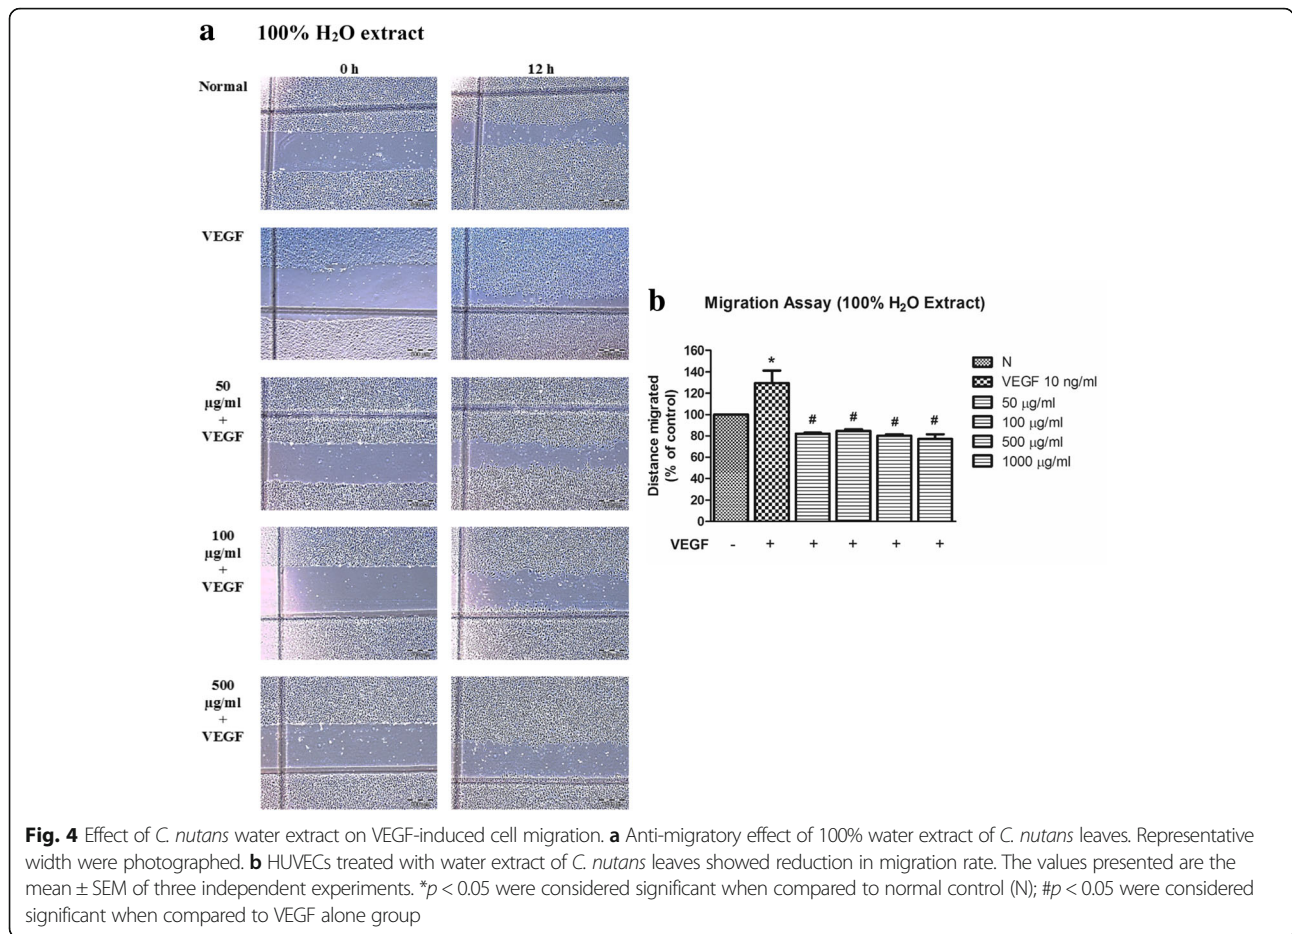 a 100% H₂O extract
0 h 12 h
Normal
VEGF
50
µg/ml
+
VEGF
100
µg/ml
+
VEGF
500
µg/ml
+
VEGF
b Migration Assay (100% H₂O Extract)
Distance migrated
(% of control)
160
140
120
100
80
60
40
20
0
* # # # #
VEGF - + + + + +
N
VEGF 10 ng/ml
50 µg/ml
100 µg/ml
500 µg/ml
1000 µg/ml
Fig. 4 Effect of C. nutans water extract on VEGF-induced cell migration. a Anti-migratory effect of 100% water extract of C. nutans leaves. Representative
width were photographed. b HUVECs treated with water extract of C. nutans leaves showed reduction in migration rate. The values presented are the
mean ± SEM of three independent experiments. *p < 0.05 were considered significant when compared to normal control (N); #p < 0.05 were considered
significant when compared to VEGF alone group